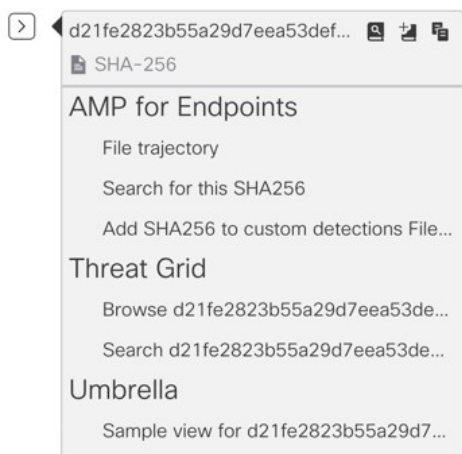 d21fe2823b55a29d7eea53def...
SHA-256
AMP for Endpoints
File trajectory
Search for this SHA256
Add SHA256 to custom detections File...
Threat Grid
Browse d21fe2823b55a29d7eea53de...
Search d21fe2823b55a29d7eea53de...
Umbrella
Sample view for d21fe2823b55a29d7...